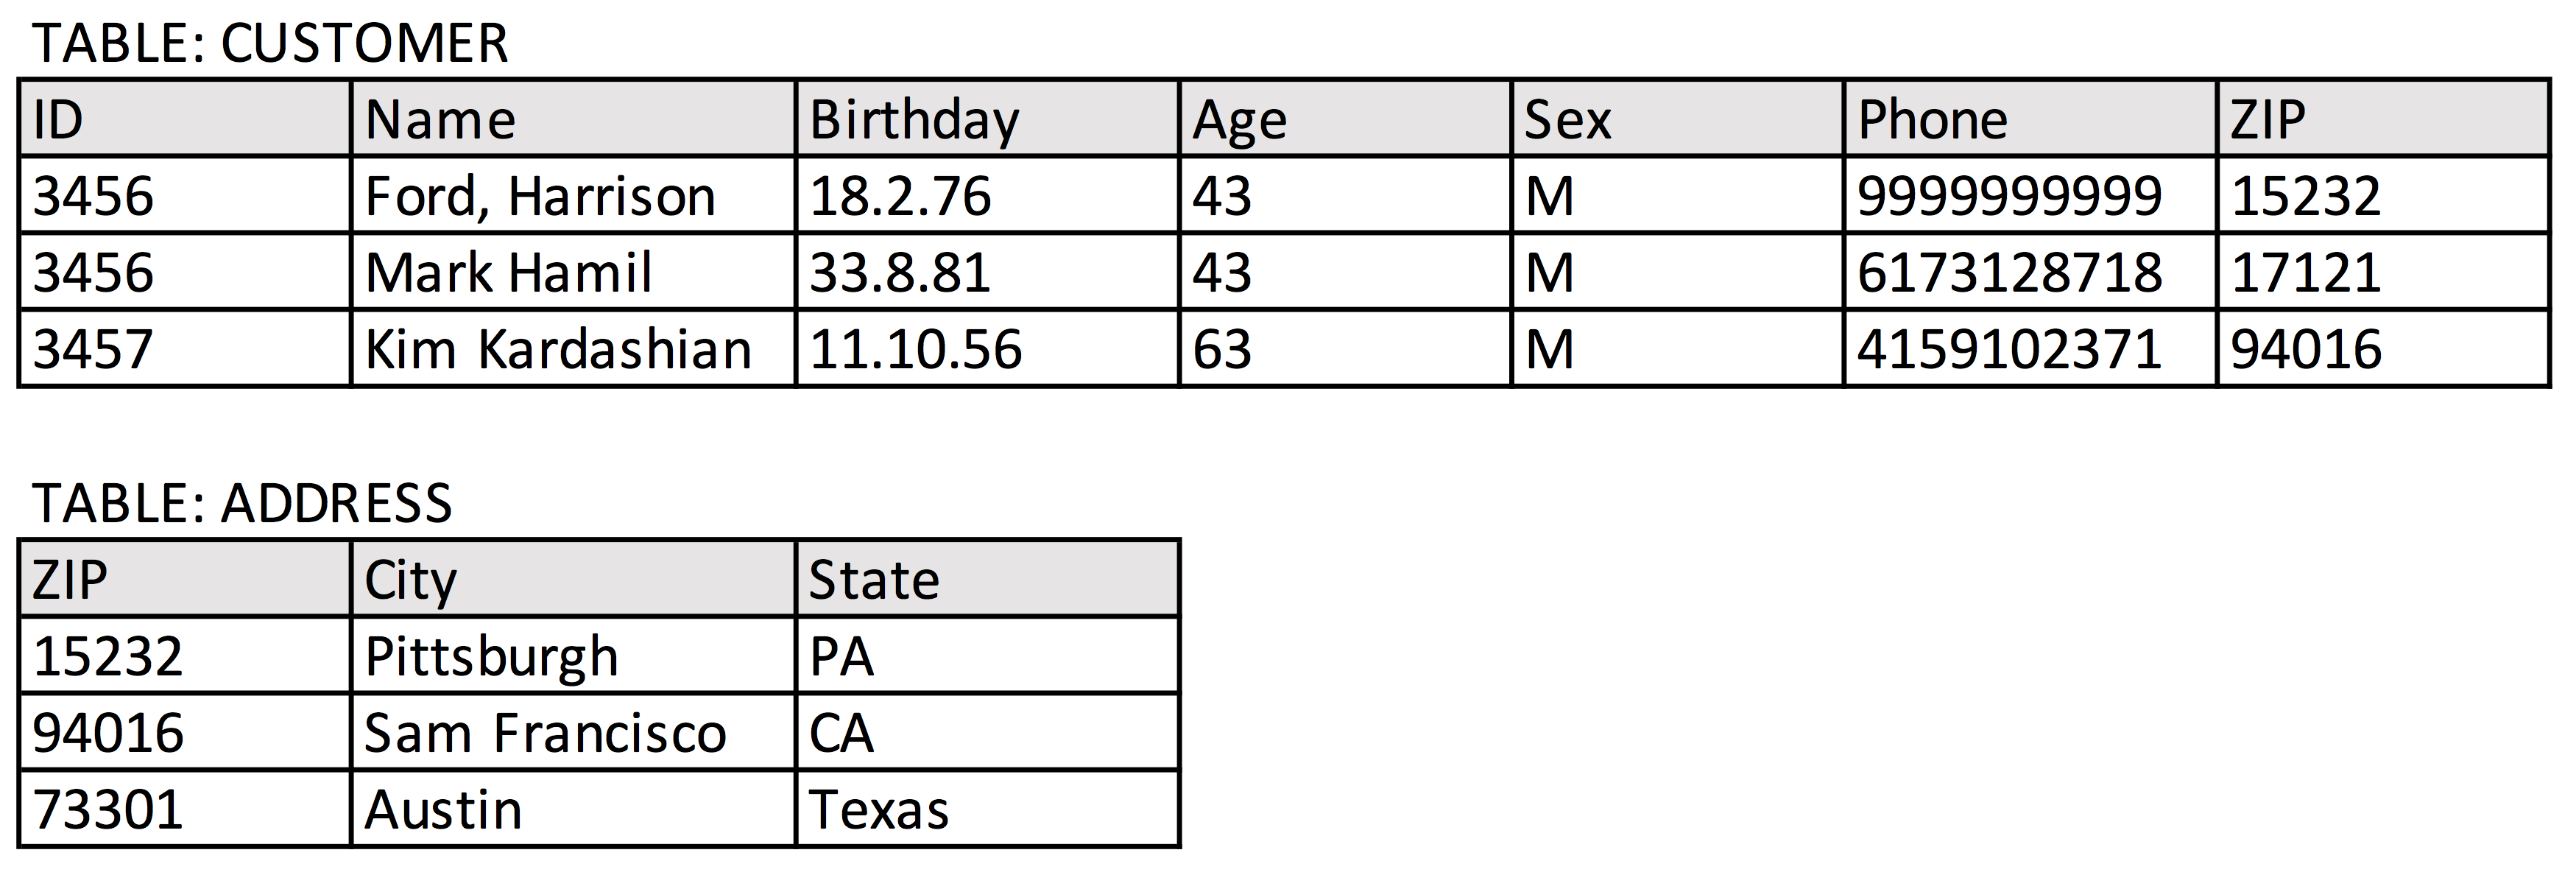 TABLE: CUSTOMER
ID Name Birthday Age Sex Phone ZIP
3456 Ford, Harrison 18.2.76 43 M 9999999999 15232
3456 Mark Hamil 33.8.81 43 M 6173128718 17121
3457 Kim Kardashian 11.10.56 63 M 4159102371 94016
TABLE: ADDRESS
ZIP City State
15232 Pittsburgh PA
94016 Sam Francisco CA
73301 Austin Texas